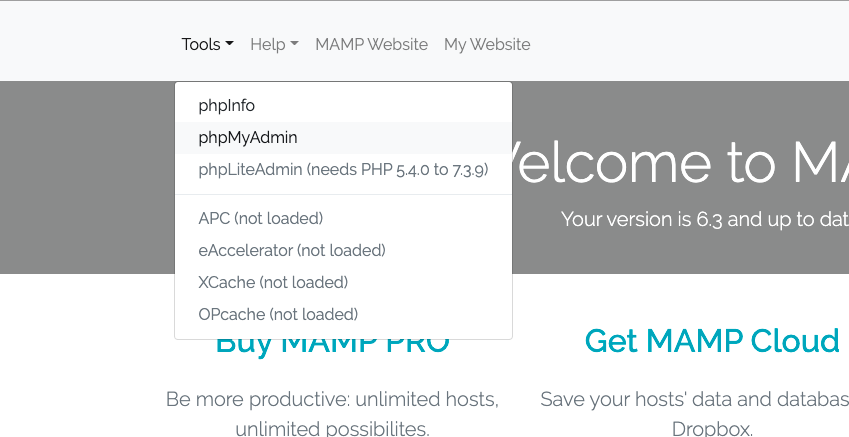 Tools Help MAMP Website My Website
phpInfo
phpMyAdmin
phpLiteAdmin (needs PHP 5.4.0 to 7.3.9)
APC (not loaded)
eAccelerator (not loaded)
XCache (not loaded)
OPcache (not loaded)
Velcome to MA
Your version is 6.3 and up to dat
Buy MAMP PRO
Be more productive: unlimited hosts,
unlimited possibilites.
Get MAMP Cloud
Save your hosts' data and databas
Dropbox.